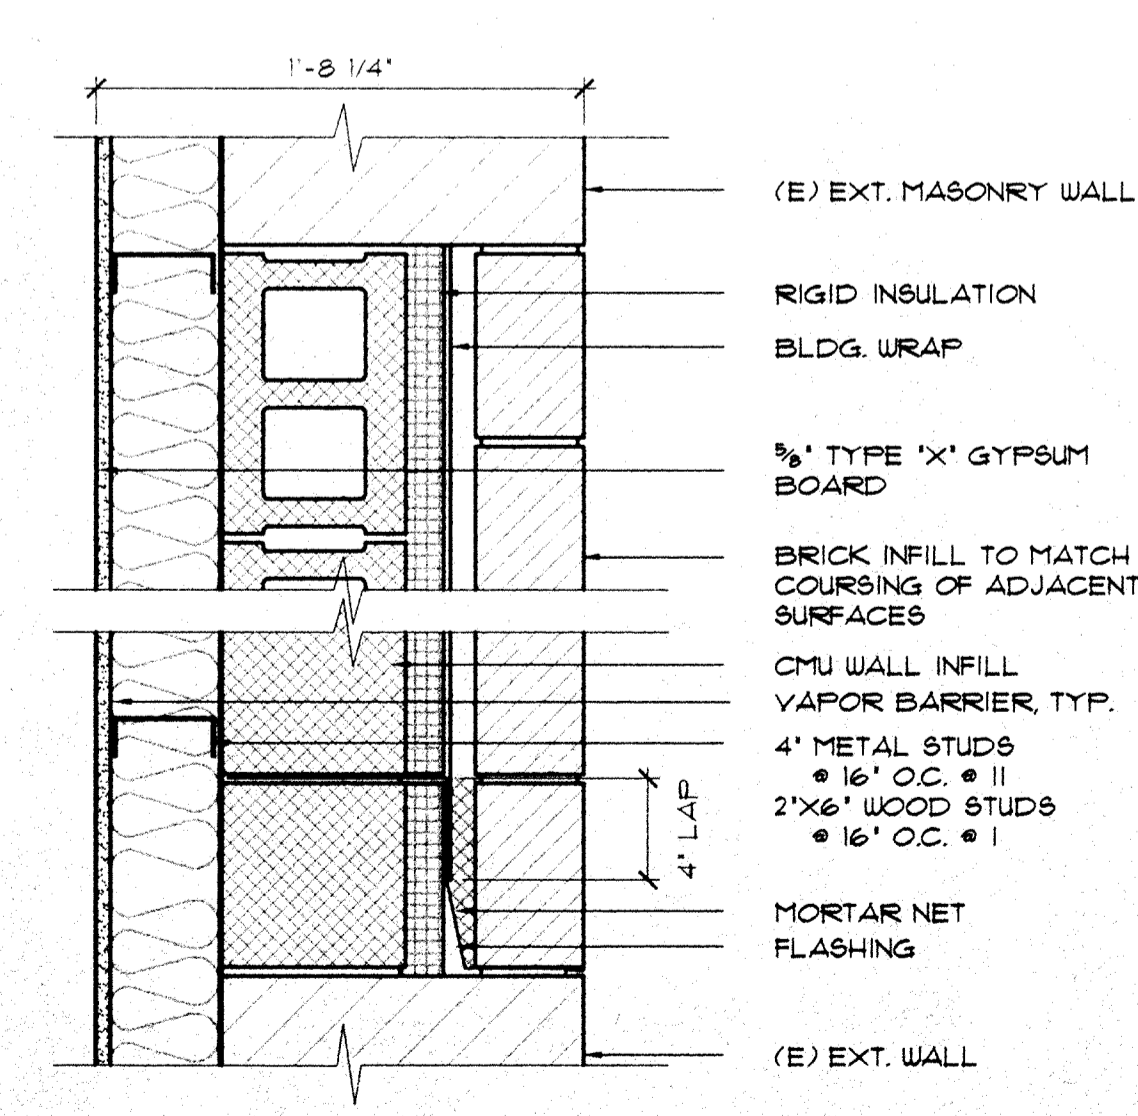 1'-8 1/4"
(E) EXT. MASONRY WALL
RIGID INSULATION
BLDG. WRAP
5/8" TYPE "X" GYPSUM
BOARD
BRICK INFILL TO MATCH
COURSING OF ADJACENT
SURFACES
CMU WALL INFILL
VAPOR BARRIER, TYP.
4" METAL STUDS
@ 16" O.C. @ 11
2"X6" WOOD STUDS
@ 16" O.C. @ 1
4" LAP
MORTAR NET
FLASHING
(E) EXT. WALL